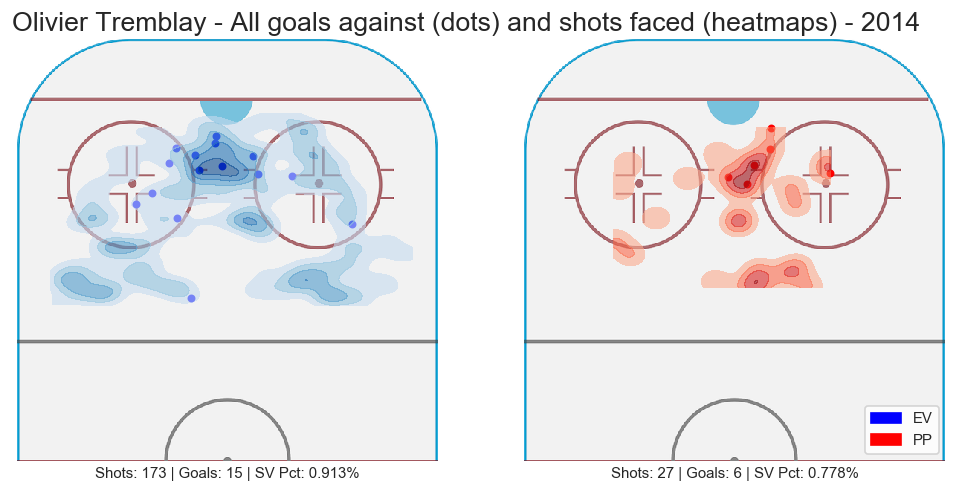 Olivier Tremblay - All goals against (dots) and shots faced (heatmaps) - 2014
EV
PP
Shots: 173 | Goals: 15 | SV Pct: 0.913%
Shots: 27 | Goals: 6 | SV Pct: 0.778%